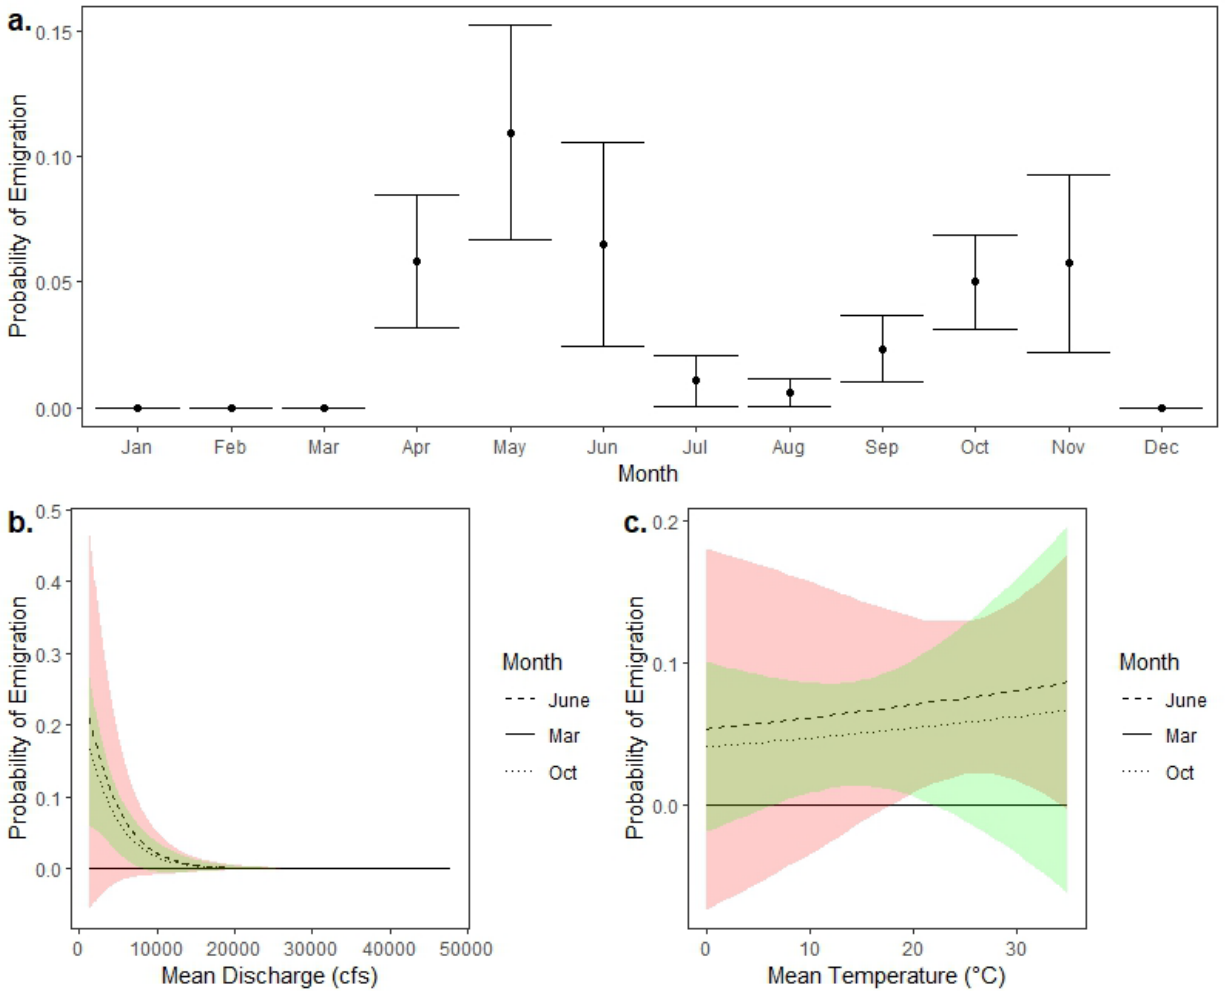 a.
Probability of Emigration
0.15
0.10
0.05
0.00
Jan Feb Mar Apr May Jun Jul Aug Sep Oct Nov Dec
Month
b.
Probability of Emigration
0.5
0.4
0.3
0.2
0.1
0.0
0 10000 20000 30000 40000 50000
Mean Discharge (cfs)
Month
June
Mar
Oct
c.
Probability of Emigration
0.2
0.1
0.0
0 10 20 30
Mean Temperature (°C)
Month
June
Mar
Oct